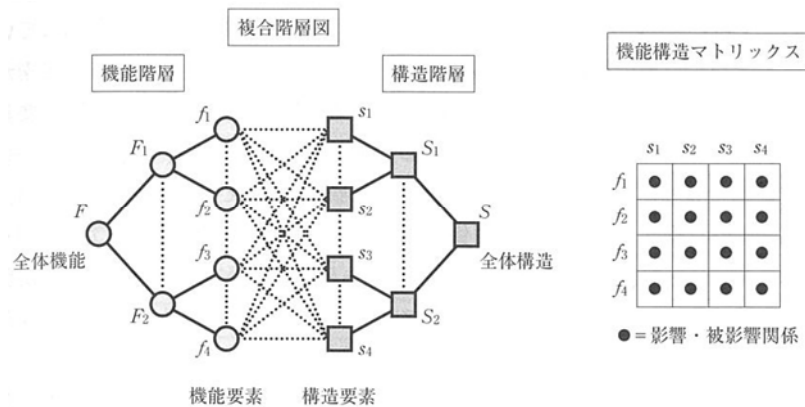 複合階層図
機能階層
構造階層
機能構造マトリックス
f1
s1
F1
S1
s1 s2 s3 s4
f1
F
f2
s2
S
f2
全体機能
f3
s3
全体構造
f3
F2
S2
f4
f4
s4
●=影響・被影響関係
機能要素
構造要素